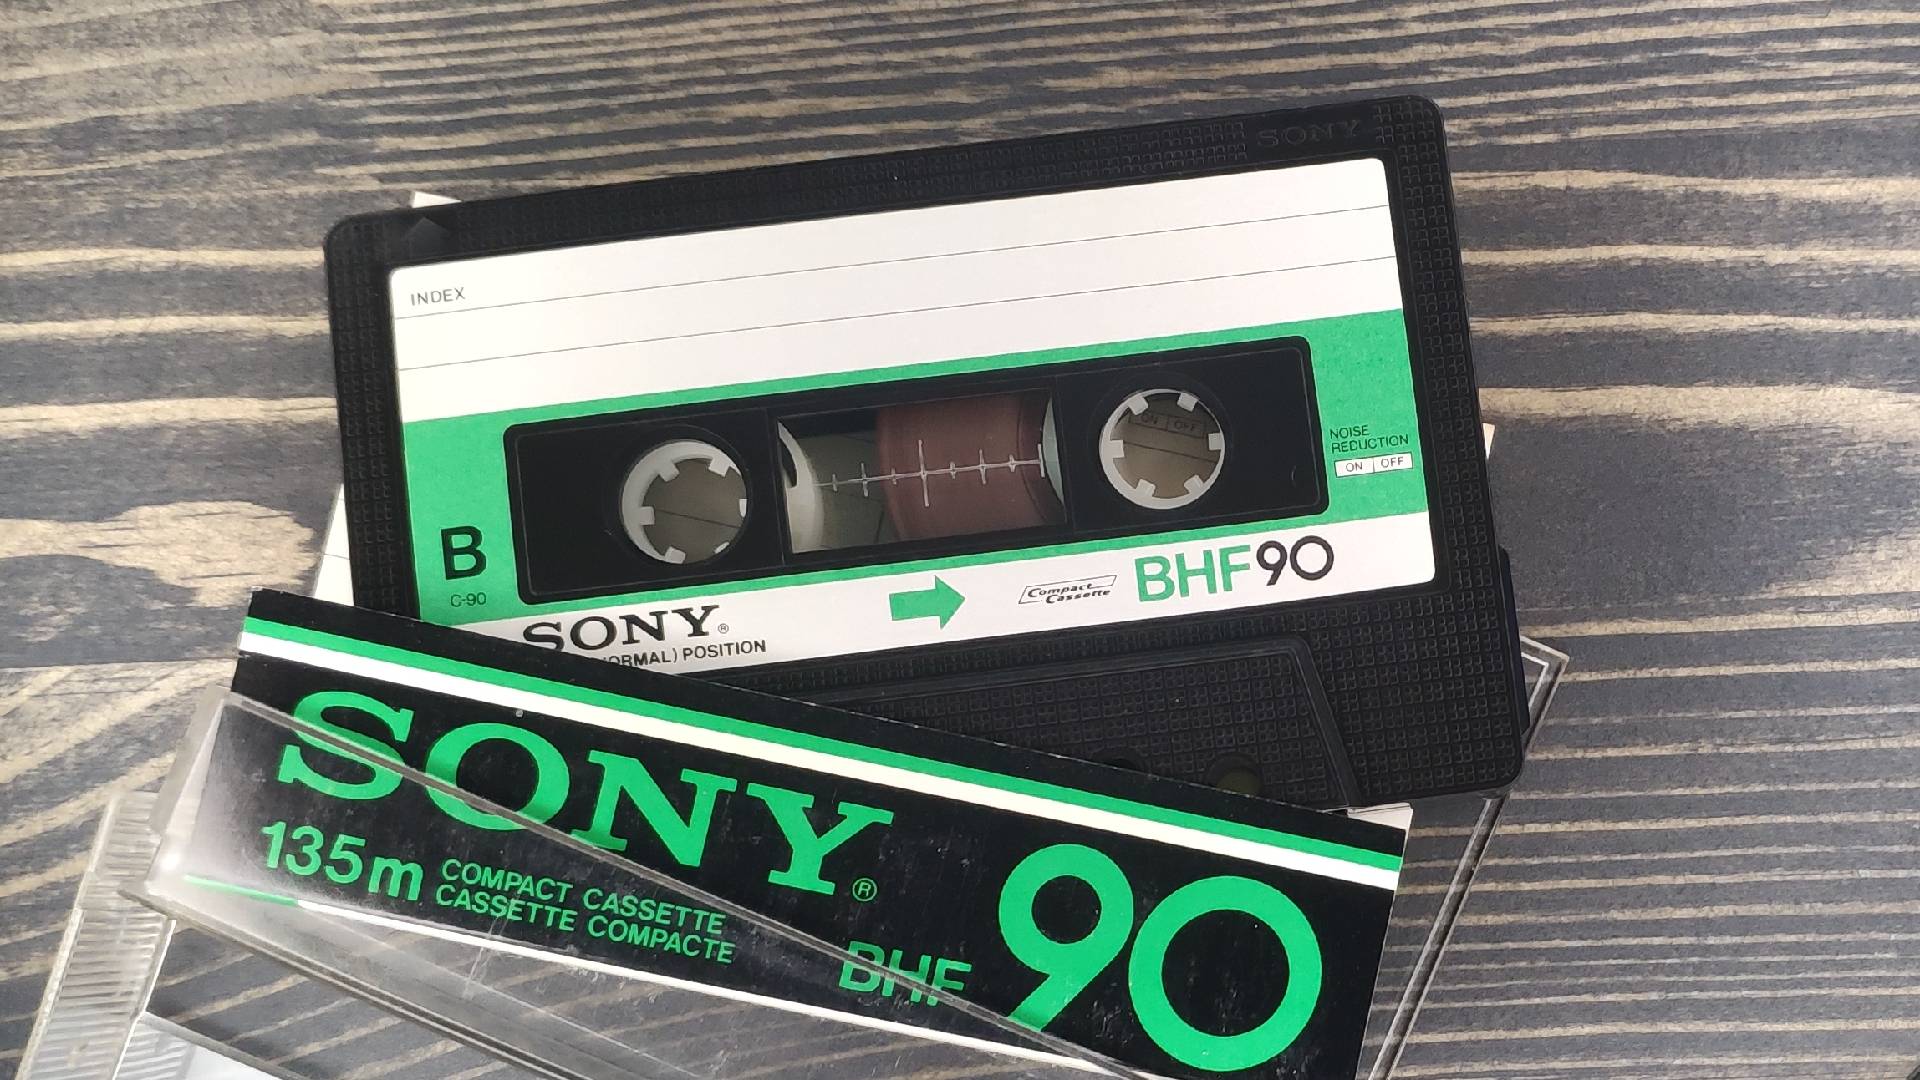 SONY
INDEX
NOISE
REDUCTION
ON OFF
ON OFF
B
C-90
BHF90
Compact
Cassette
SONY®
POSITION
SONY®
135m
COMPACT CASSETTE
CASSETTE COMPACTE
BHF 90